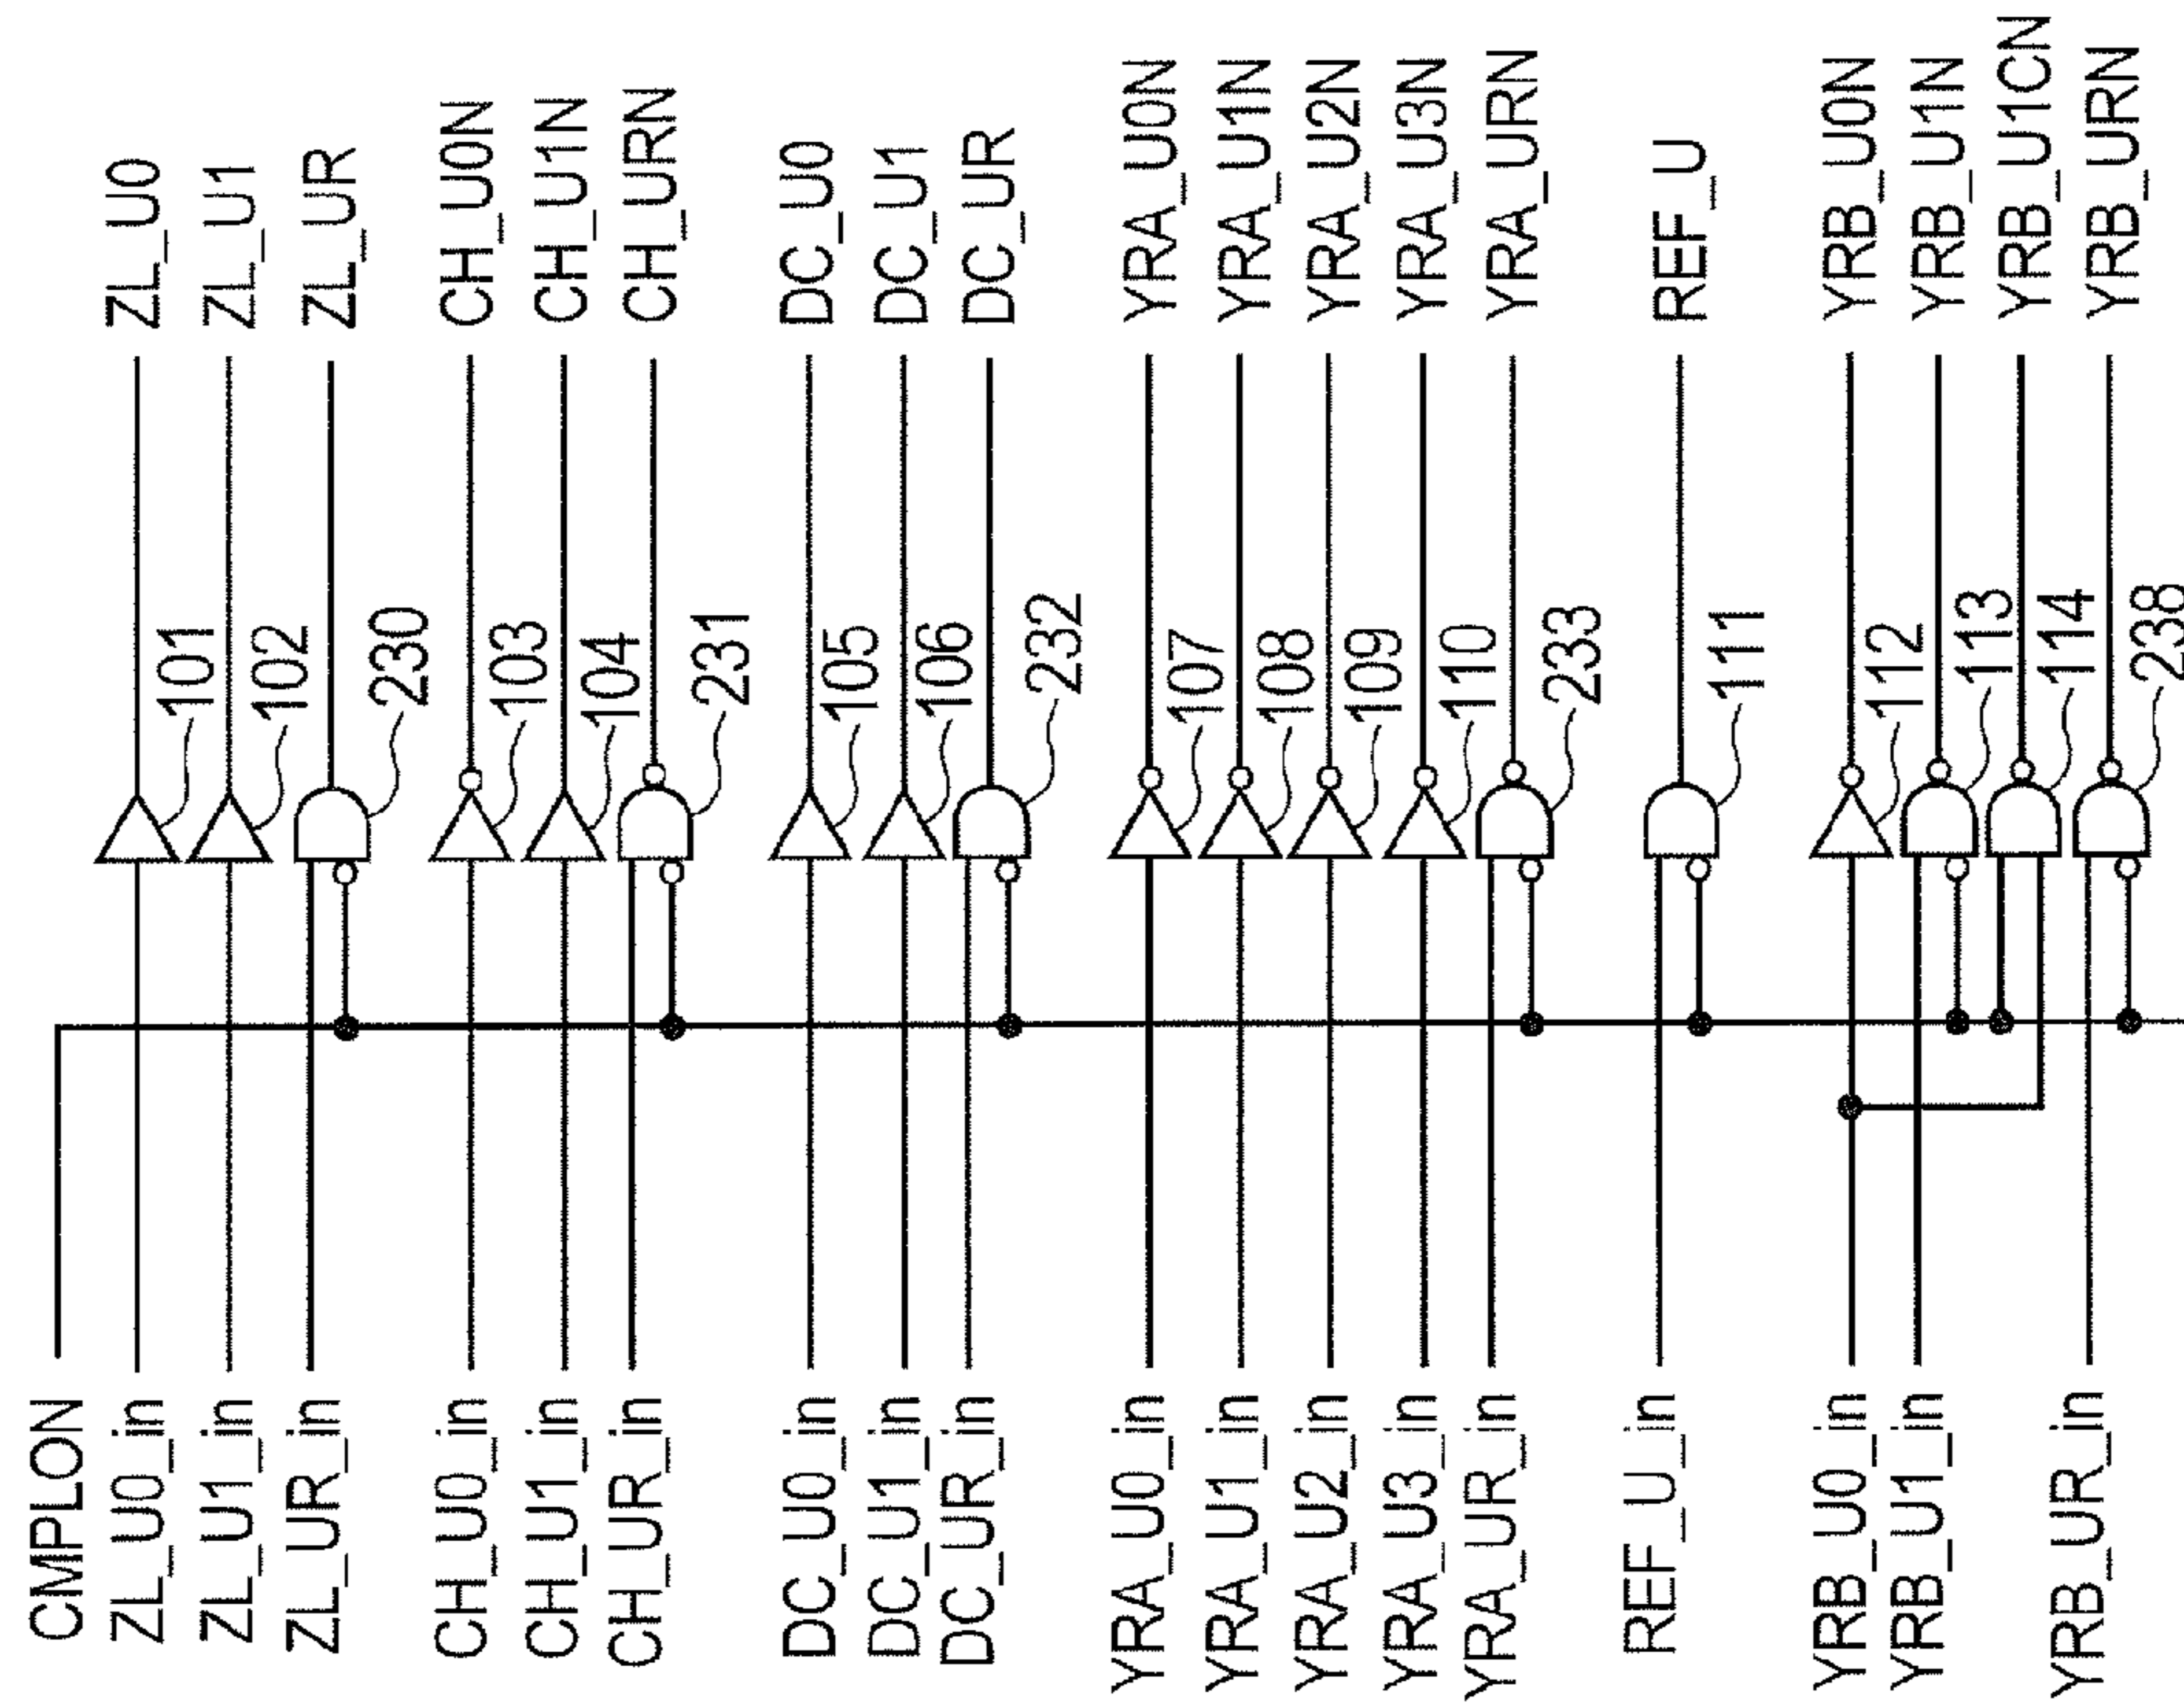 CMPLON
ZL_U0_in
ZL_U1_in
ZL_UR_in
CH_U0_in
CH_U1_in
CH_UR_in
DC_U0_in
DC_U1_in
DC_UR_in
YRA_U0_in
YRA_U1_in
YRA_U2_in
YRA_U3_in
YRA_UR_in
REF_U_in
YRB_U0_in
YRB_U1_in
YRB_UR_in
101
102
230
103
104
231
105
106
232
107
108
109
110
233
111
112
113
114
238
ZL_U0
ZL_U1
ZL_UR
CH_U0N
CH_U1N
CH_URN
DC_U0
DC_U1
DC_UR
YRA_U0N
YRA_U1N
YRA_U2N
YRA_U3N
YRA_URN
REF_U
YRB_U0N
YRB_U1N
YRB_U1CN
YRB_URN